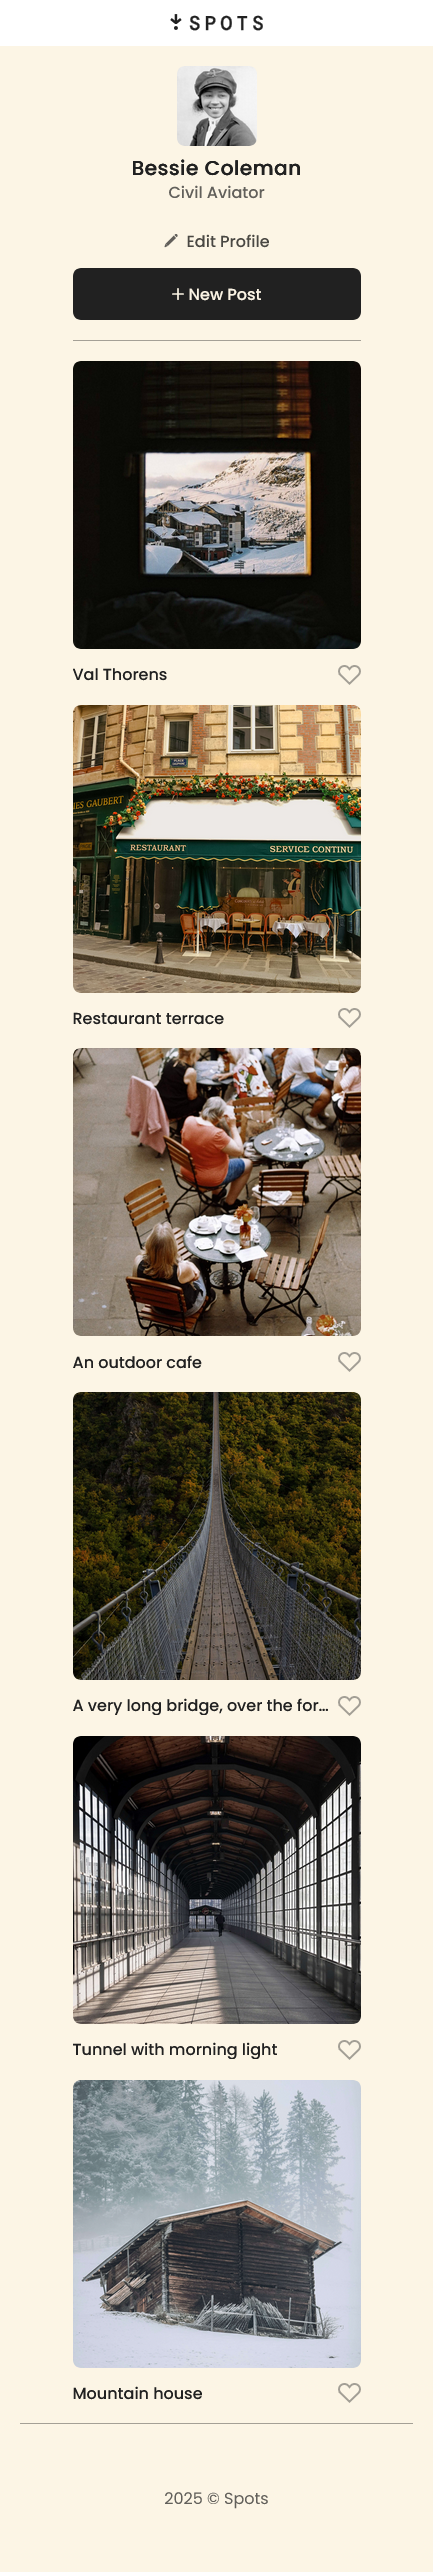 SPOTS
Bessie Coleman
Civil Aviator
Edit Profile
+ New Post
Val Thorens
ES GAUBERT
RESTAURANT
SERVICE CONTINU
Restaurant terrace
An outdoor cafe
A very long bridge, over the for...
Tunnel with morning light
Mountain house
2025 © Spots